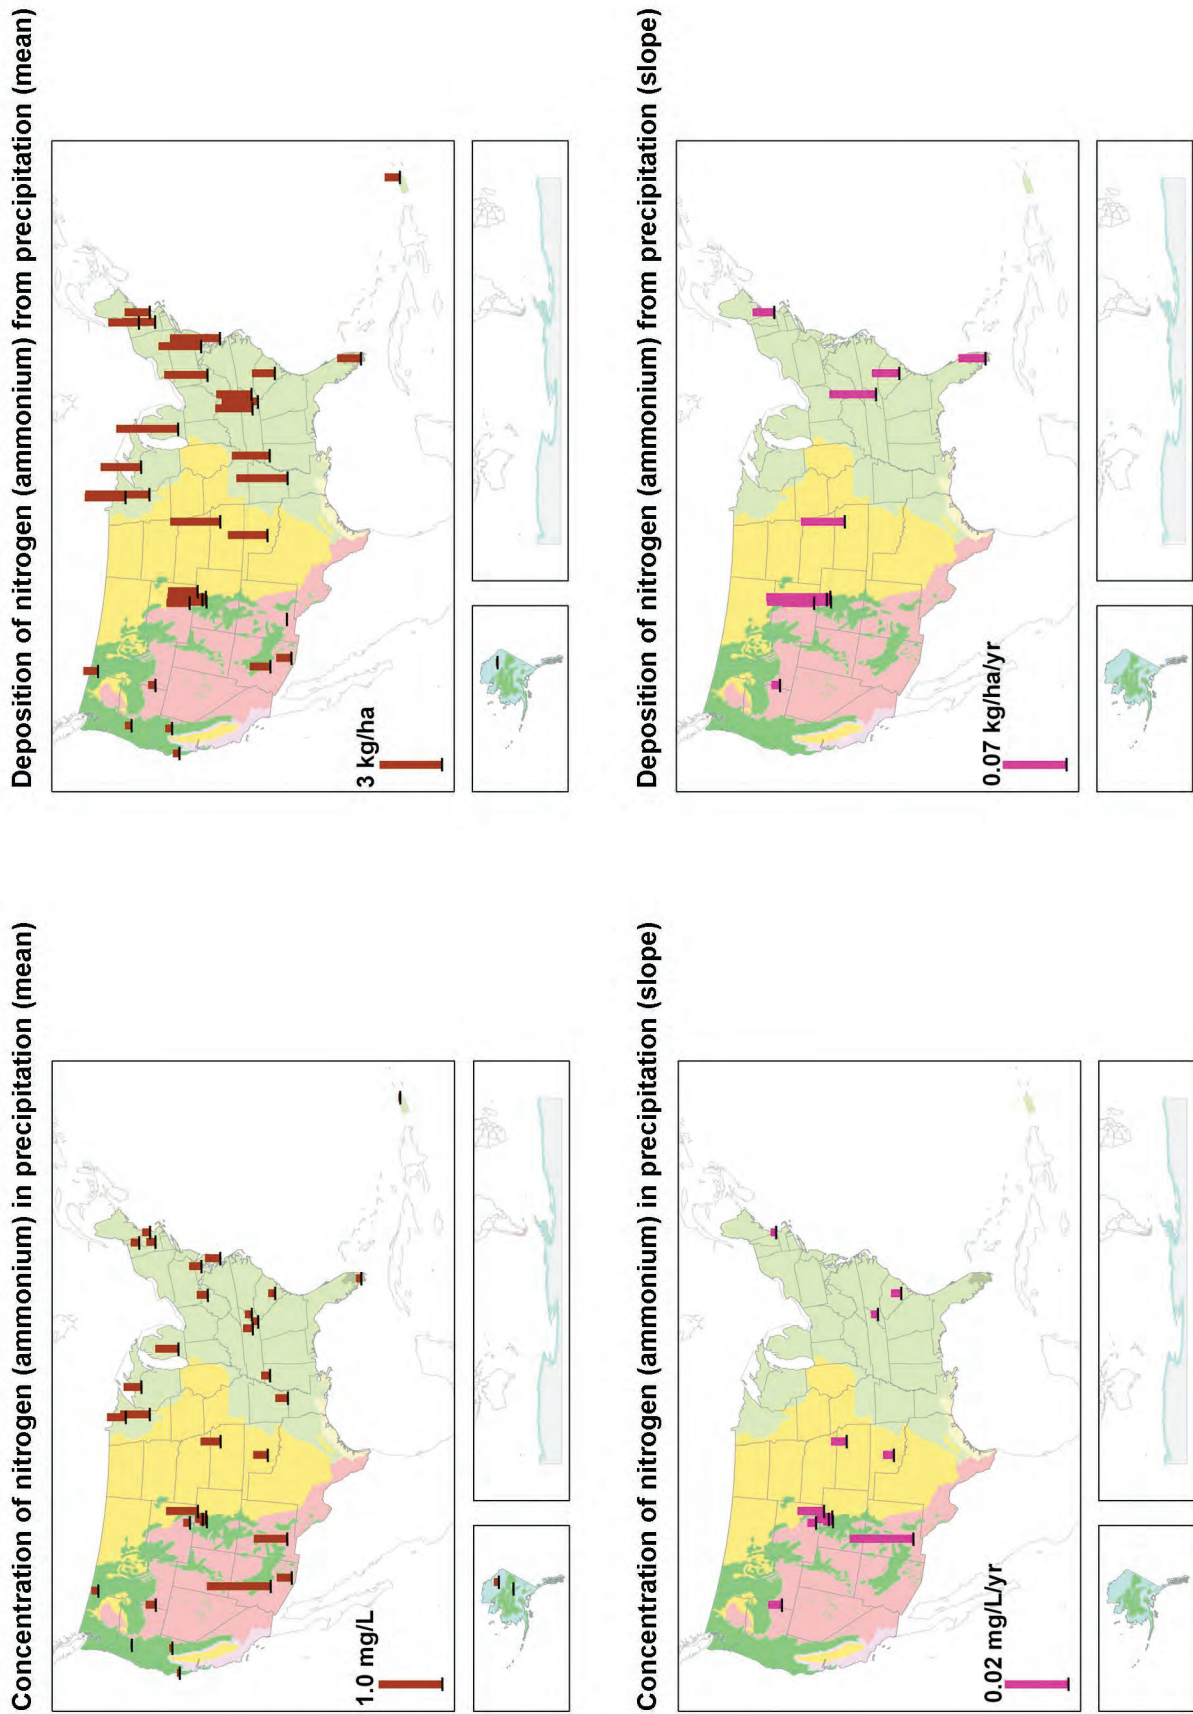 Concentration of nitrogen (ammonium) in precipitation (mean)
1.0 mg/L
Deposition of nitrogen (ammonium) from precipitation (mean)
3 kg/ha
Concentration of nitrogen (ammonium) in precipitation (slope)
0.02 mg/L/yr
Deposition of nitrogen (ammonium) from precipitation (slope)
0.07 kg/ha/yr